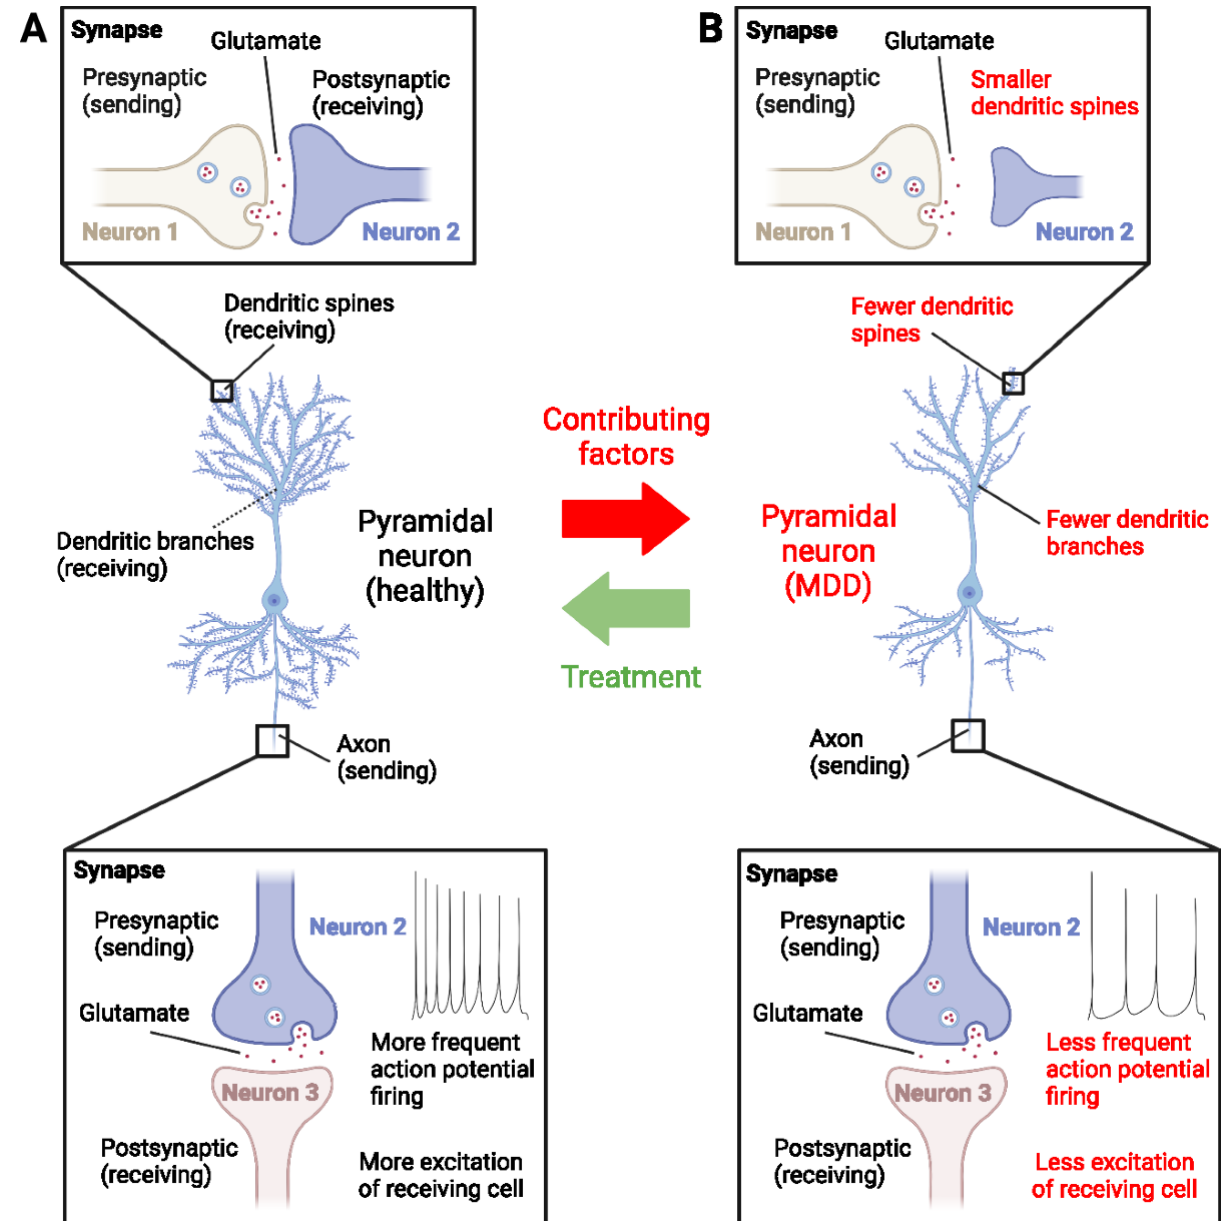 A
Synapse
Glutamate
Presynaptic
(sending)
Postsynaptic
(receiving)
Neuron 1
Neuron 2
Dendritic spines
(receiving)
Dendritic branches
(receiving)
Pyramidal
neuron
(healthy)
Axon
(sending)
Synapse
Presynaptic
(sending)
Neuron 2
Glutamate
More frequent
action potential
firing
Neuron 3
Postsynaptic
(receiving)
More excitation
of receiving cell
Contributing
factors
Treatment
B
Synapse
Glutamate
Presynaptic
(sending)
Smaller
dendritic spines
Neuron 1
Neuron 2
Fewer dendritic
spines
Fewer dendritic
branches
Pyramidal
neuron
(MDD)
Axon
(sending)
Synapse
Presynaptic
(sending)
Neuron 2
Glutamate
Less frequent
action potential
firing
Neuron 3
Postsynaptic
(receiving)
Less excitation
of receiving cell